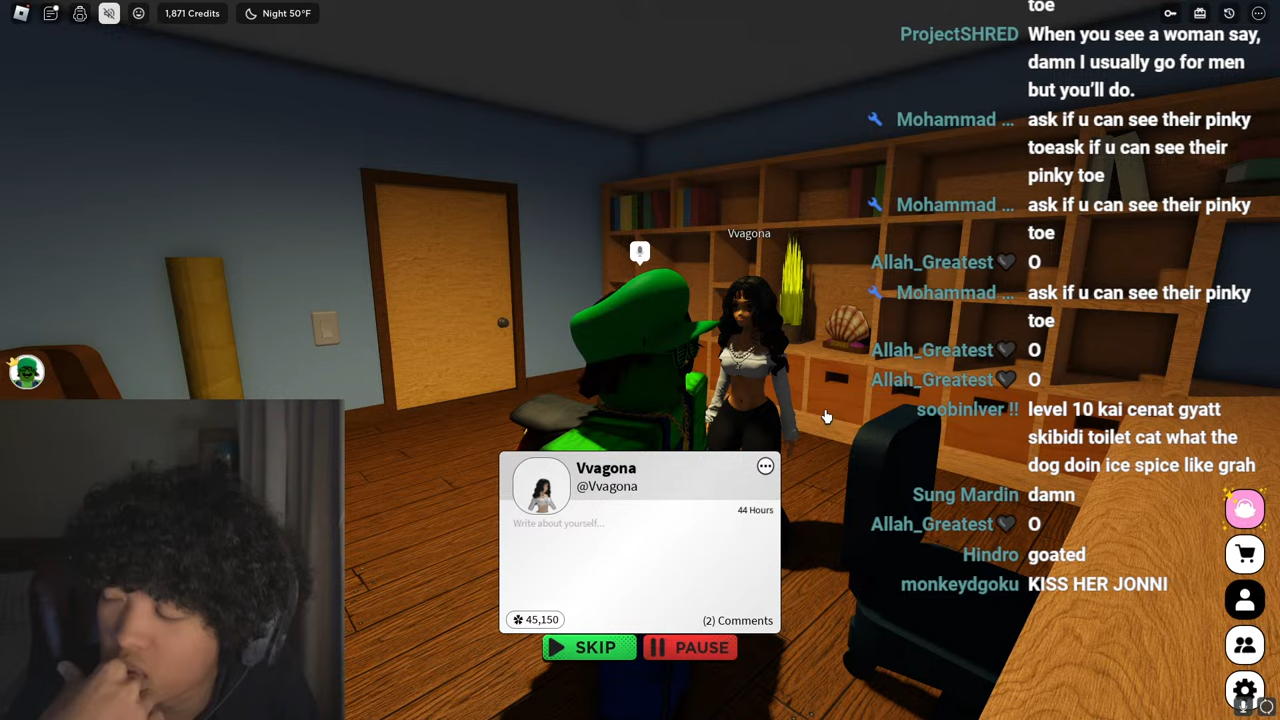 1,871 Credits
Night 50°F
toe
ProjectSHRED When you see a woman say,
damn I usually go for men
but you'll do.
Mohammad ... ask if u can see their pinky
toeask if u can see their
pinky toe
Mohammad ... ask if u can see their pinky
toe
Allah_Greatest🖤 O
Mohammad ... ask if u can see their pinky
toe
Allah_Greatest🖤 O
Allah_Greatest🖤 O
soobinlver !! level 10 kai cenat gyatt
skibidi toilet cat what the
dog doin ice spice like grah
Sung Mardin damn
Allah_Greatest🖤 O
Hindro goated
monkeydgoku KISS HER JONNI
Vvagona
Vvagona
@Vvagona
44 Hours
Write about yourself...
45,150
(2) Comments
SKIP
PAUSE